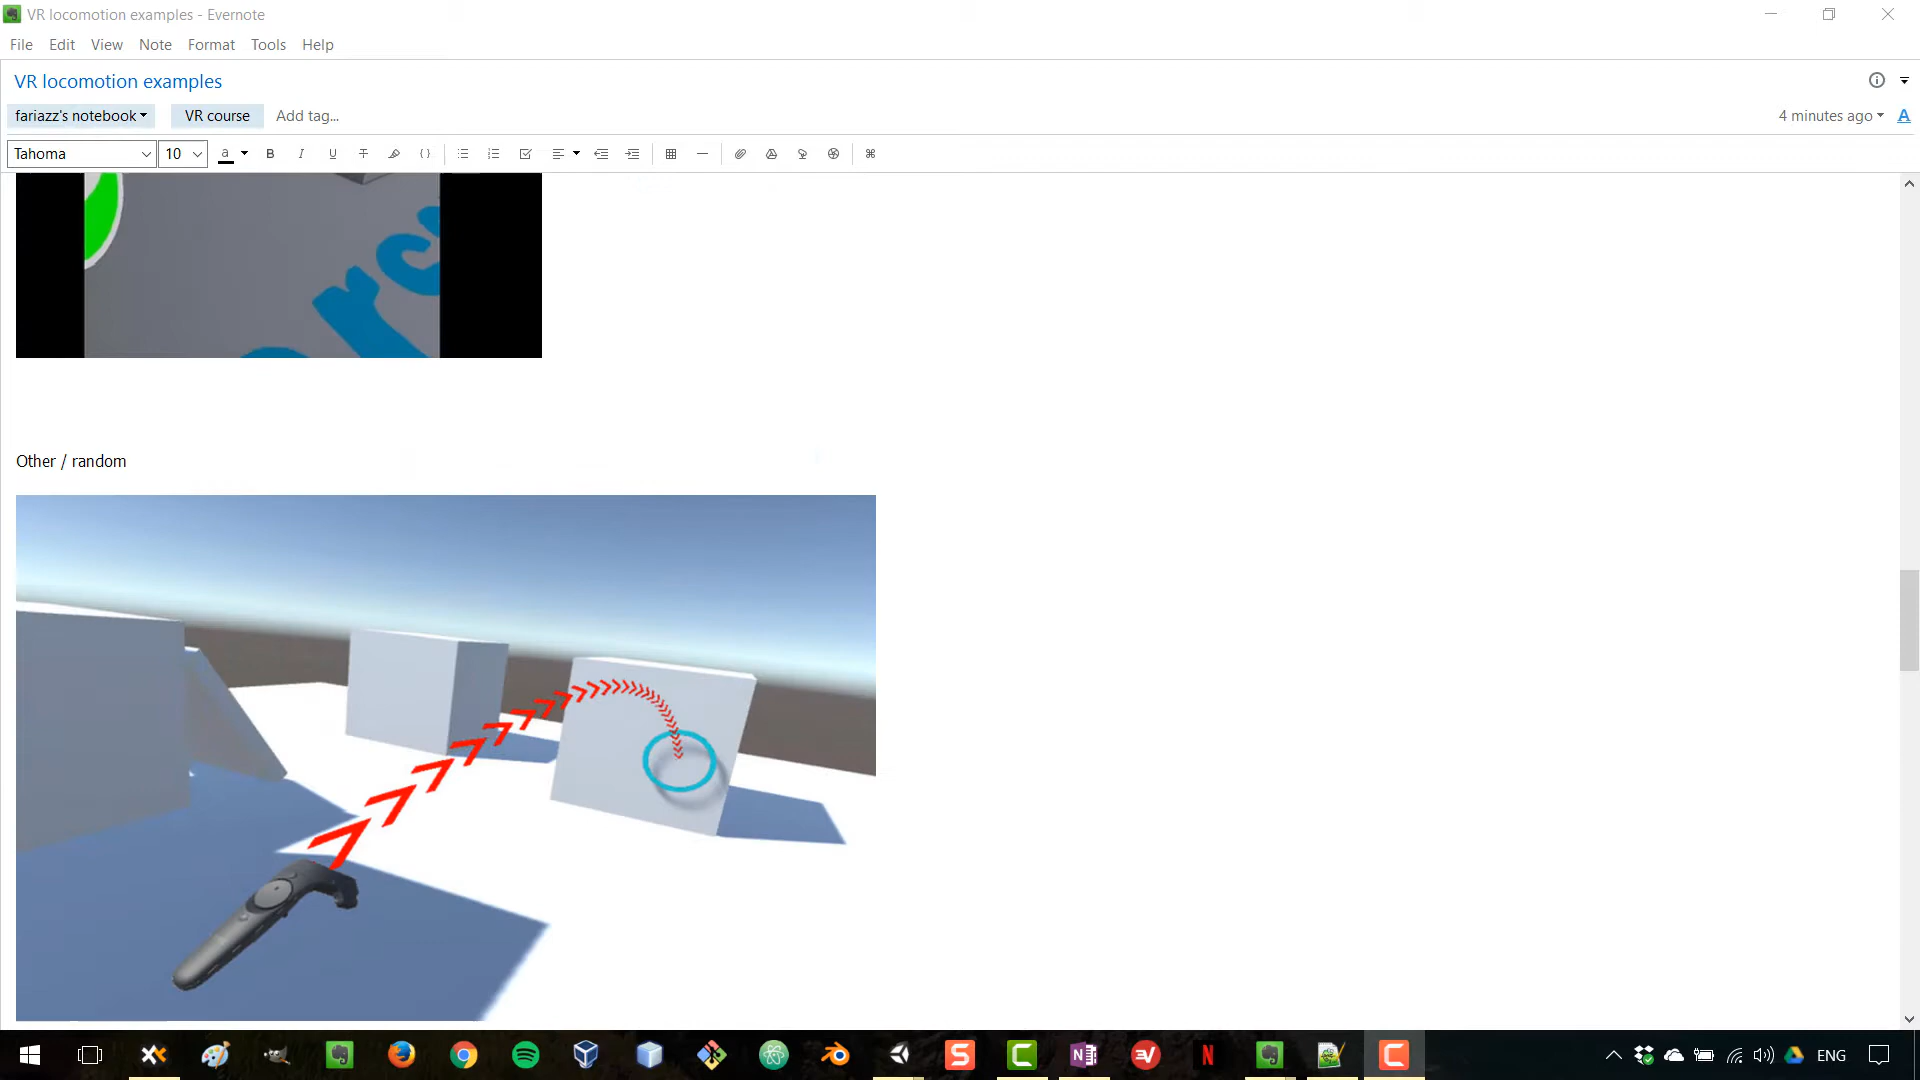 VR locomotion examples - Evernote
File Edit View Note Format Tools Help
VR locomotion examples
fariazz's notebook VR course Add tag... 4 minutes ago A
Tahoma 10 a B I U T { }
Other / random
ENG